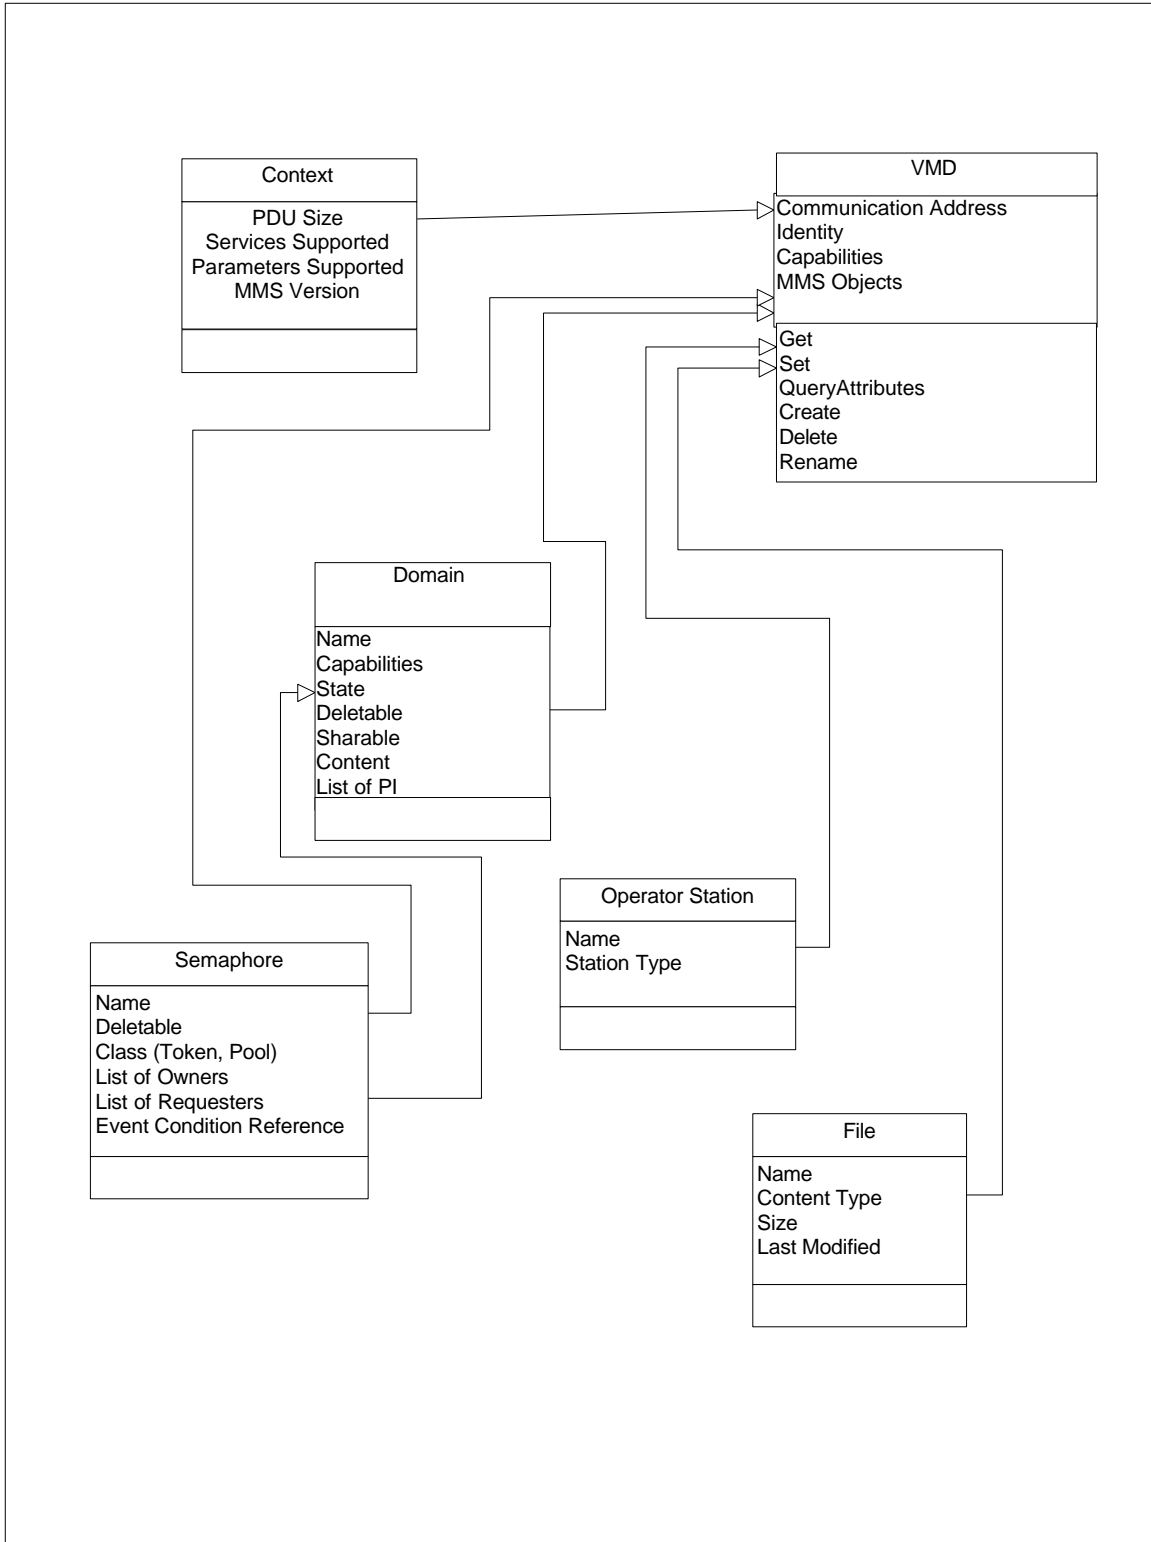 Context
PDU Size
Services Supported
Parameters Supported
MMS Version
VMD
Communication Address
Identity
Capabilities
MMS Objects
Get
Set
QueryAttributes
Create
Delete
Rename
Domain
Name
Capabilities
State
Deletable
Sharable
Content
List of PI
Operator Station
Name
Station Type
Semaphore
Name
Deletable
Class (Token, Pool)
List of Owners
List of Requesters
Event Condition Reference
File
Name
Content Type
Size
Last Modified